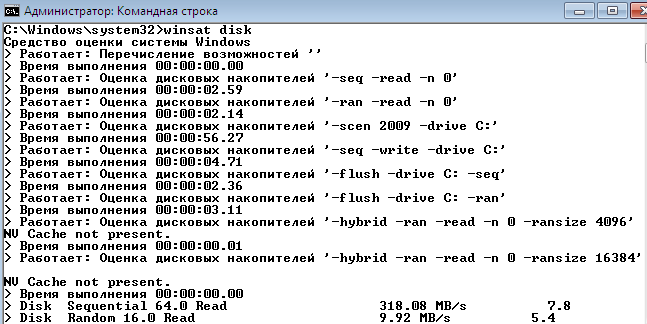 Администратор: Командная строка
C:\Windows\system32>winsat disk
Средство оценки системы Windows
> Работает: Перечисление возможностей ''
> Время выполнения 00:00:00.00
> Работает: Оценка дисковых накопителей '-seq -read -n 0'
> Время выполнения 00:00:02.59
> Работает: Оценка дисковых накопителей '-ran -read -n 0'
> Время выполнения 00:00:02.14
> Работает: Оценка дисковых накопителей '-scen 2009 -drive C:'
> Время выполнения 00:00:56.27
> Работает: Оценка дисковых накопителей '-seq -write -drive C:'
> Время выполнения 00:00:04.71
> Работает: Оценка дисковых накопителей '-flush -drive C: -seq'
> Время выполнения 00:00:02.36
> Работает: Оценка дисковых накопителей '-flush -drive C: -ran'
> Время выполнения 00:00:03.11
> Работает: Оценка дисковых накопителей '-hybrid -ran -read -n 0 -ransize 4096'
NV Cache not present.
> Время выполнения 00:00:00.01
> Работает: Оценка дисковых накопителей '-hybrid -ran -read -n 0 -ransize 16384'
NV Cache not present.
> Время выполнения 00:00:00.00
> Disk  Sequential 64.0 Read                   318.08 MB/s          7.8
> Disk  Random 16.0 Read                       9.92 MB/s          5.4